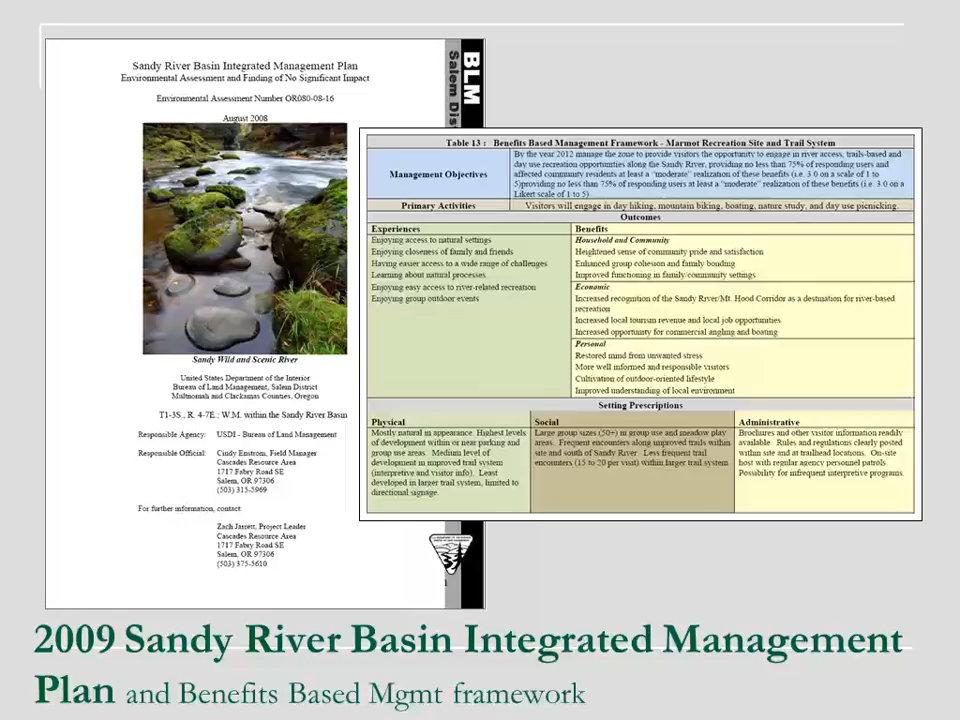 Sandy River Basin Integrated Management Plan
Environmental Assessment and Finding of No Significant Impact
Environmental Assessment Number OR080-08-16
August 2008
Sandy Wild and Scenic River
United States Department of the Interior
Bureau of Land Management, Salem District
Multnomah and Clackamas Counties, Oregon
T1-3S., R. 4-7E.; W.M. within the Sandy River Basin
Responsible Agency: USDI - Bureau of Land Management
Responsible Official: Cindy Enstrom, Field Manager
Cascades Resource Area
1717 Fabry Road SE
Salem, OR 97306
(503) 315-5969
For further information, contact:
Zach Jarrett, Project Leader
Cascades Resource Area
1717 Fabry Road SE
Salem, OR 97306
(503) 375-5610
BLM
Salem Dis
Table 13 : Benefits Based Management Framework - Marmot Recreation Site and Trail System
Management Objectives
By the year 2012 manage the zone to provide visitors the opportunity to engage in river access, trails-based and
day use recreation opportunities along the Sandy River, providing no less than 75% of responding users and
affected community residents at least a "moderate" realization of these benefits (i.e. 3.0 on a scale of 1 to
5)providing no less than 75% of responding users at least a "moderate" realization of these benefits (i.e. 3.0 on a
Likert scale of 1 to 5)
Primary Activities
Visitors will engage in day hiking, mountain biking, boating, nature study, and day use picnicking.
Outcomes
Experiences
Enjoying access to natural settings
Enjoying closeness of family and friends
Having easier access to a wide range of challenges
Learning about natural processes
Enjoying easy access to river-related recreation
Enjoying group outdoor events
Benefits
Household and Community
Heightened sense of community pride and satisfaction
Enhanced group cohesion and family bonding
Improved functioning in family/community settings
Economic
Increased recognition of the Sandy River/Mt. Hood Corridor as a destination for river-based
recreation
Increased local tourism revenue and local job opportunities
Increased opportunity for commercial angling and boating
Personal
Restored mind from unwanted stress
More well informed and responsible visitors
Cultivation of outdoor-oriented lifestyle
Improved understanding of local environment
Setting Prescriptions
Physical
Mostly natural in appearance. Highest levels
of development within or near parking and
group use areas. Medium level of
development in improved trail system
(interpretive and visitor info). Least
developed in larger trail system, limited to
directional signage.
Social
Large group sizes (50+) in group use and meadow play
areas. Frequent encounters along improved trails within
site and south of Sandy River. Less frequent trail
encounters (15 to 20 per visit) within larger trail system.
Administrative
Brochures and other visitor information readily
available. Rules and regulations clearly posted
within site and at trailhead locations. On-site
host with regular agency personnel patrols.
Possibility for infrequent interpretive programs.
2009 Sandy River Basin Integrated Management
Plan and Benefits Based Mgmt framework